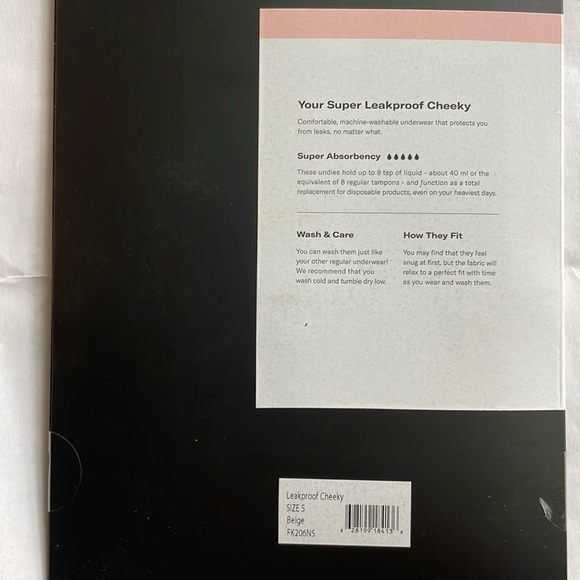 Your Super Leakproof Cheeky
Comfortable, machine-washable underwear that protects you
from leaks, no matter what.
Super Absorbency
These undies hold up to 8 tsp of liquid - about 40 ml or the
equivalent of 8 regular tampons - and function as a total
replacement for disposable products, even on your heaviest days.
Wash & Care
You can wash them just like
your other regular underwear!
We recommend that you
wash cold and tumble dry low.
How They Fit
You may find that they feel
snug at first, but the fabric will
relax to a perfect fit with time
as you wear and wash them.
Leakproof Cheeky
SIZE S
Beige
FK206NS
4 28199 18415 6